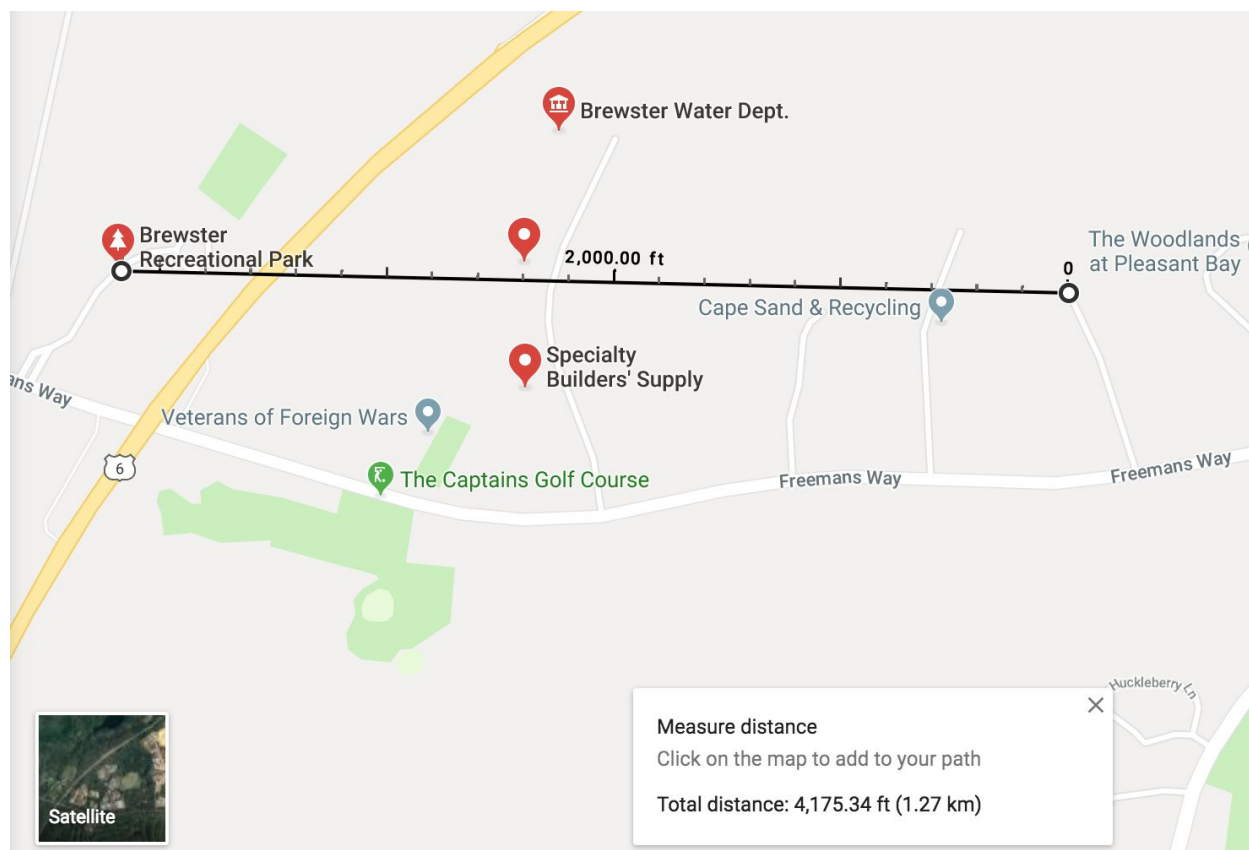 Brewster Water Dept.
Brewster
Recreational Park
2,000.00 ft
0
The Woodlands
at Pleasant Bay
Cape Sand & Recycling
Specialty
Builders' Supply
ans Way
Veterans of Foreign Wars
6
The Captains Golf Course
Freemans Way
Freemans Way
Huckleberry Ln
Measure distance
Click on the map to add to your path
Total distance: 4,175.34 ft (1.27 km)
Satellite